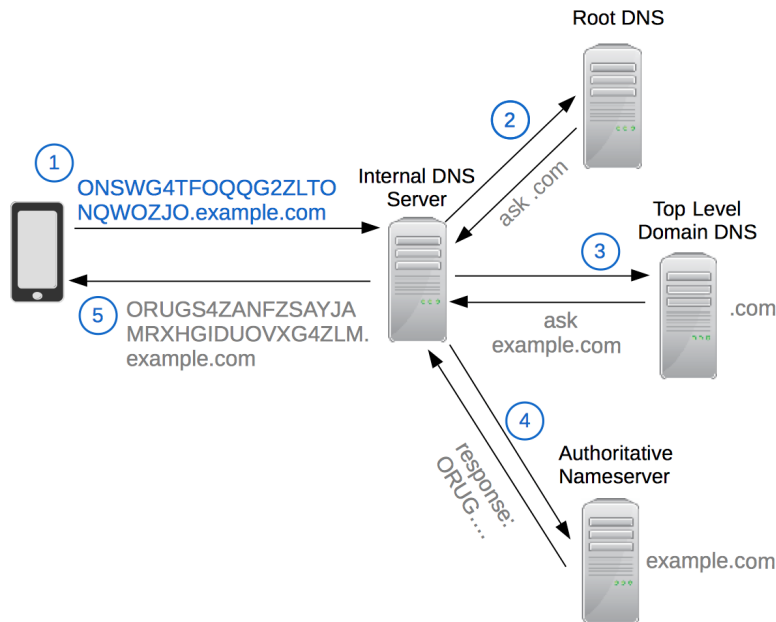 Root DNS
2
1
ONSWG4TFOQQG2ZLTO
NQWOZJO.example.com
Internal DNS
Server
ask .com
Top Level
Domain DNS
3
.com
5
ORUGS4ZANFZSAYJA
MRXHGIDUOVXG4ZLM.
example.com
ask
example.com
4
response:
ORUG....
Authoritative
Nameserver
example.com